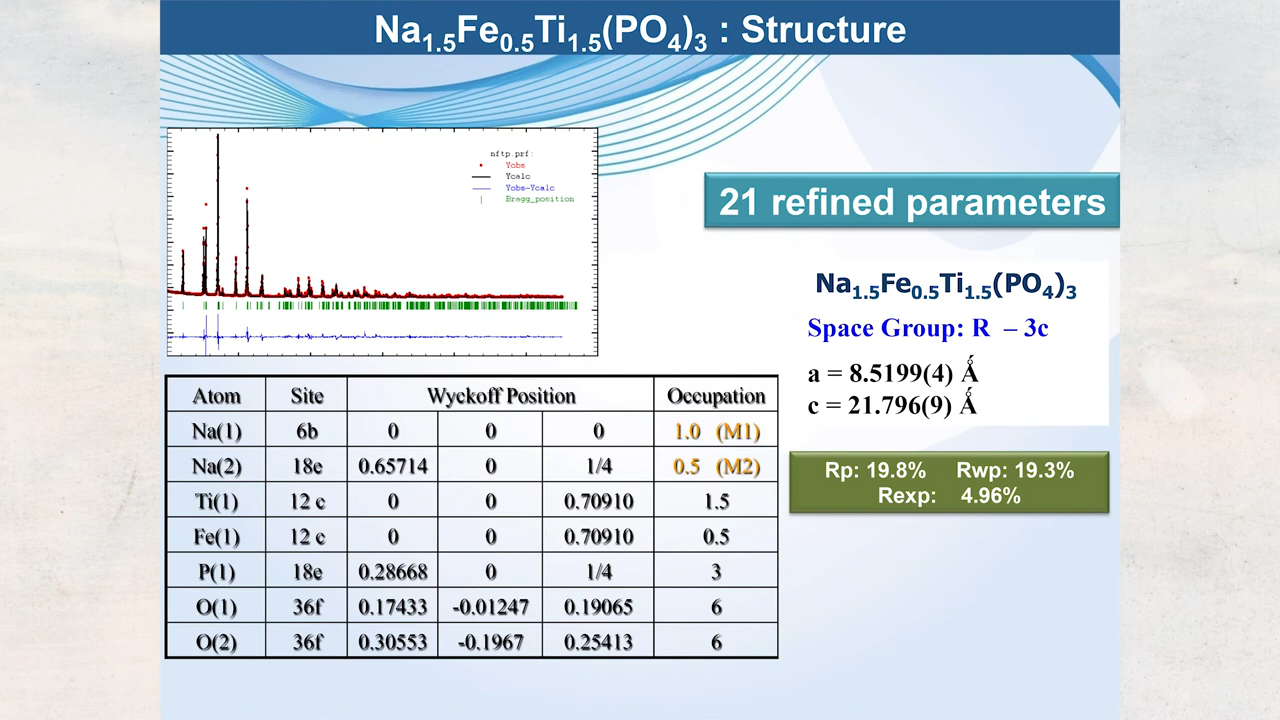 Na1.5Fe0.5Ti1.5(PO4)3 : Structure
nftp.prf:
Yobs
Ycalc
Yobs-Ycalc
Bragg_position
21 refined parameters
Na1.5Fe0.5Ti1.5(PO4)3
Space Group: R – 3c
a = 8.5199(4) Ǻ
c = 21.796(9) Ǻ
Atom Site Wyckoff Position Occupation
Na(1) 6b 0 0 0 1.0 (M1)
Na(2) 18e 0.65714 0 1/4 0.5 (M2)
Ti(1) 12 c 0 0 0.70910 1.5
Fe(1) 12 c 0 0 0.70910 0.5
P(1) 18e 0.28668 0 1/4 3
O(1) 36f 0.17433 -0.01247 0.19065 6
O(2) 36f 0.30553 -0.1967 0.25413 6
Rp: 19.8% Rwp: 19.3%
Rexp: 4.96%